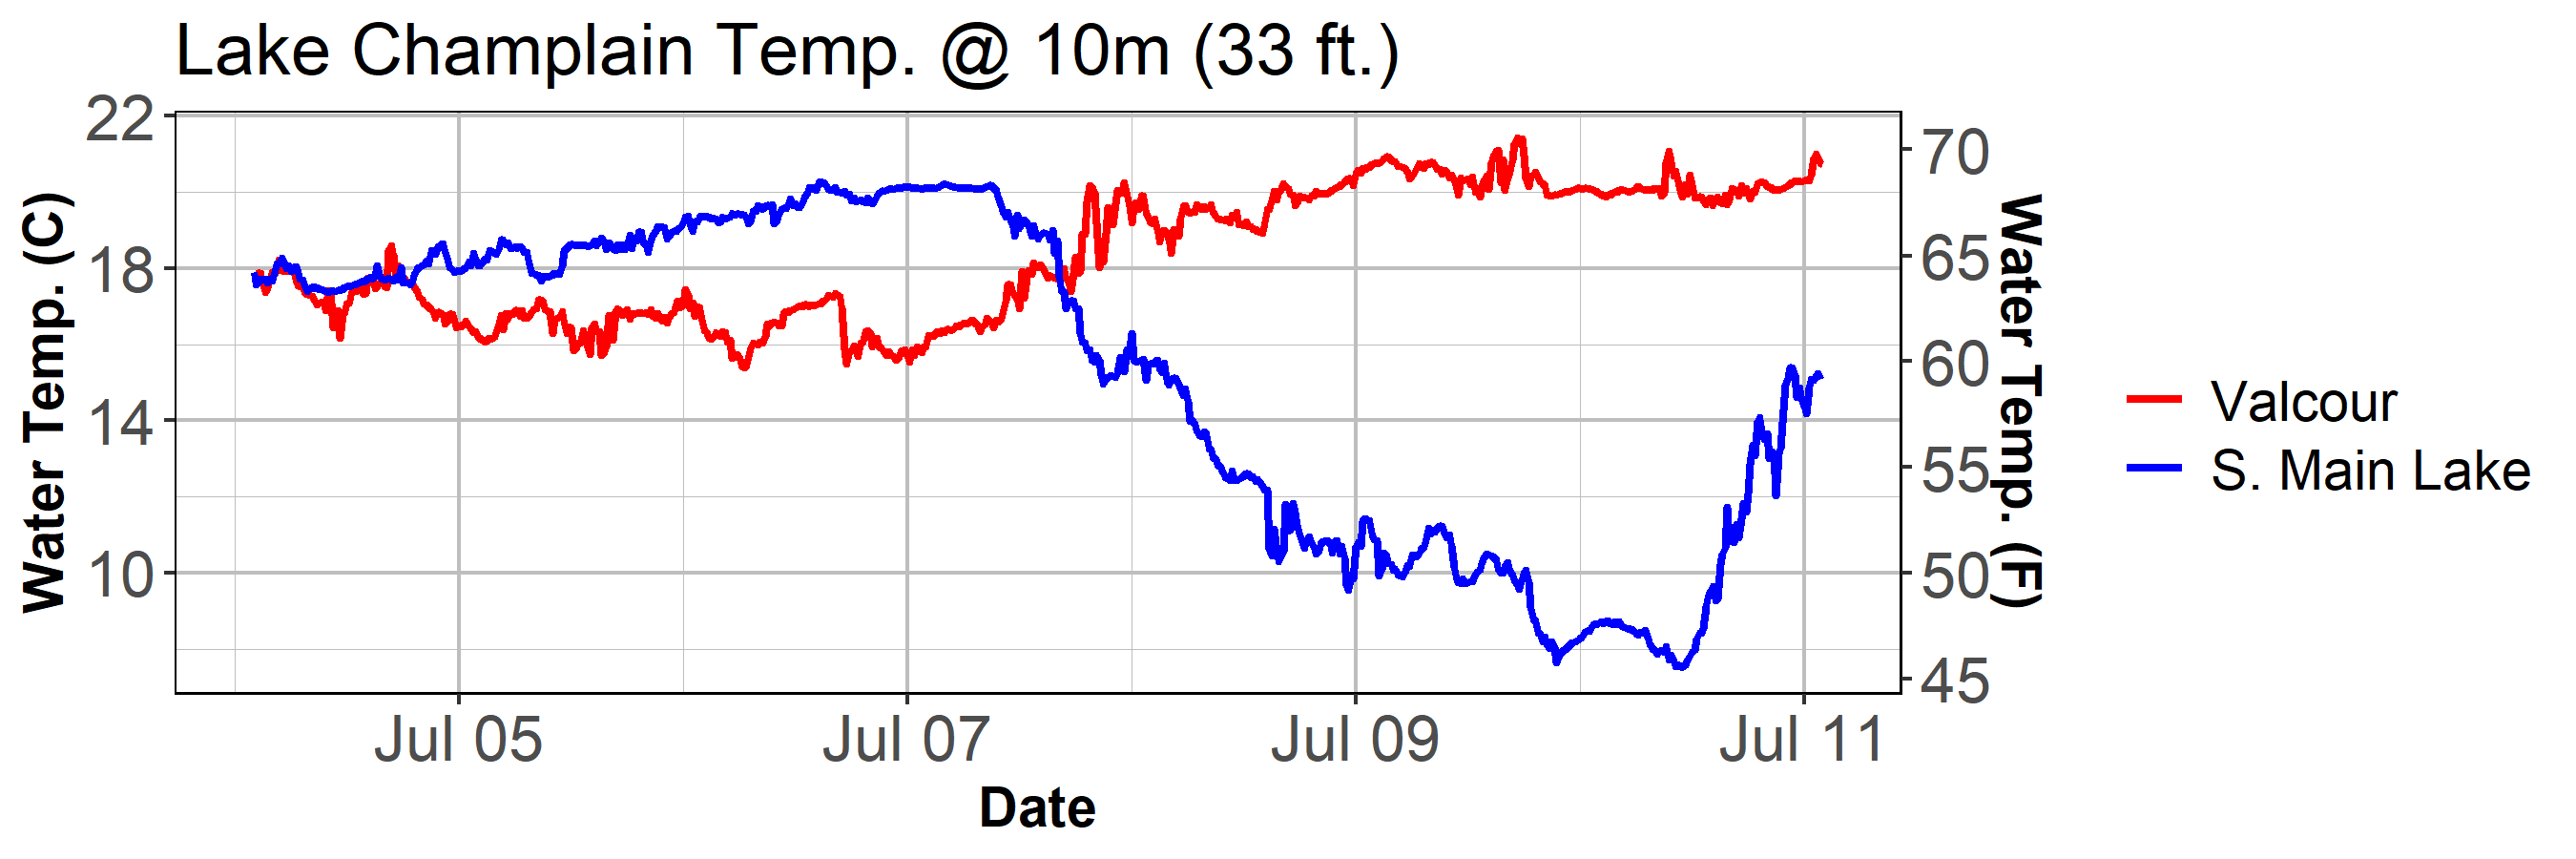 Lake Champlain Temp. @ 10m (33 ft.)
22
18
14
10
Water Temp. (C)
70
65
60
55
50
45
Water Temp. (F)
Jul 05
Jul 07
Jul 09
Jul 11
Date
Valcour
S. Main Lake